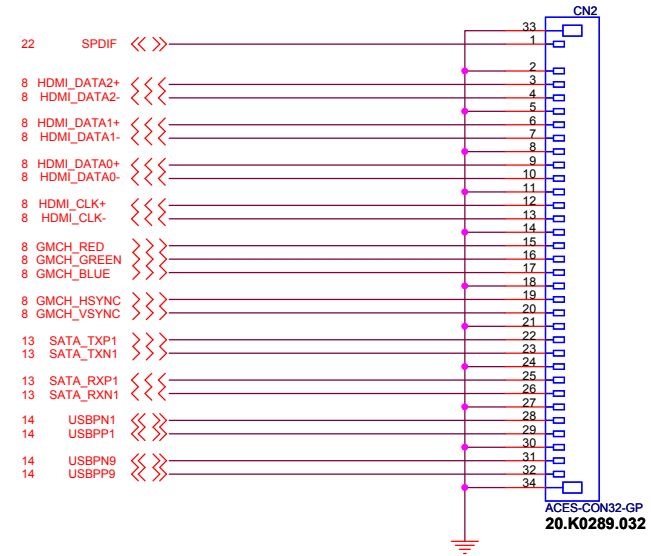 CN2
33
22 SPDIF 1
2
8 HDMI_DATA2+ 3
8 HDMI_DATA2- 4
5
8 HDMI_DATA1+ 6
8 HDMI_DATA1- 7
8
8 HDMI_DATA0+ 9
8 HDMI_DATA0- 10
11
8 HDMI_CLK+ 12
8 HDMI_CLK- 13
14
8 GMCH_RED 15
8 GMCH_GREEN 16
8 GMCH_BLUE 17
18
8 GMCH_HSYNC 19
8 GMCH_VSYNC 20
21
13 SATA_TXP1 22
13 SATA_TXN1 23
24
13 SATA_RXP1 25
13 SATA_RXN1 26
27
14 USBPN1 28
14 USBPP1 29
30
14 USBPN9 31
14 USBPP9 32
34
ACES-CON32-GP
20.K0289.032